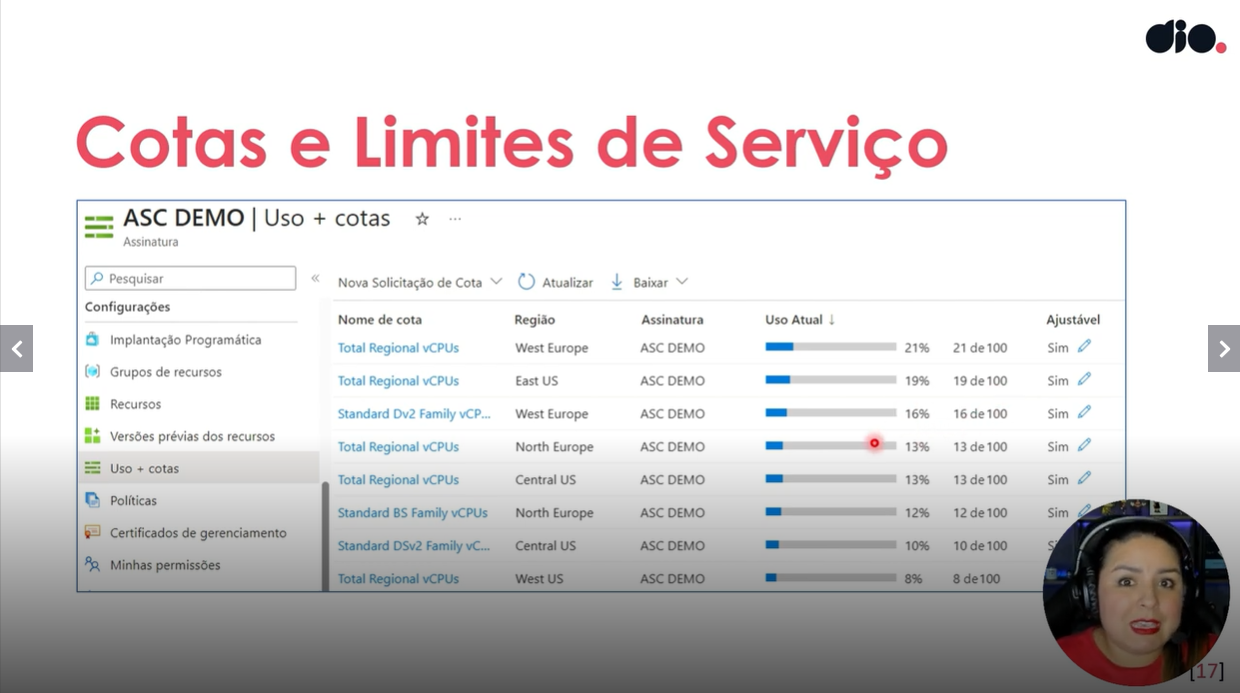 dio.
Cotas e Limites de Serviço
ASC DEMO | Uso + cotas ☆ ...
Assinatura
Pesquisar «
Configurações
Implantação Programática
Grupos de recursos
Recursos
Versões prévias dos recursos
Uso + cotas
Políticas
Certificados de gerenciamento
Minhas permissões
Nova Solicitação de Cota Atualizar Baixar
Nome de cota Região Assinatura Uso Atual ↓ Ajustável
Total Regional vCPUs West Europe ASC DEMO 21% 21 de 100 Sim
Total Regional vCPUs East US ASC DEMO 19% 19 de 100 Sim
Standard Dv2 Family vCP... West Europe ASC DEMO 16% 16 de 100 Sim
Total Regional vCPUs North Europe ASC DEMO 13% 13 de 100 Sim
Total Regional vCPUs Central US ASC DEMO 13% 13 de 100 Sim
Standard BS Family vCPUs North Europe ASC DEMO 12% 12 de 100 Sim
Standard DSv2 Family vC... Central US ASC DEMO 10% 10 de 100
Total Regional vCPUs West US ASC DEMO 8% 8 de 100
[17]